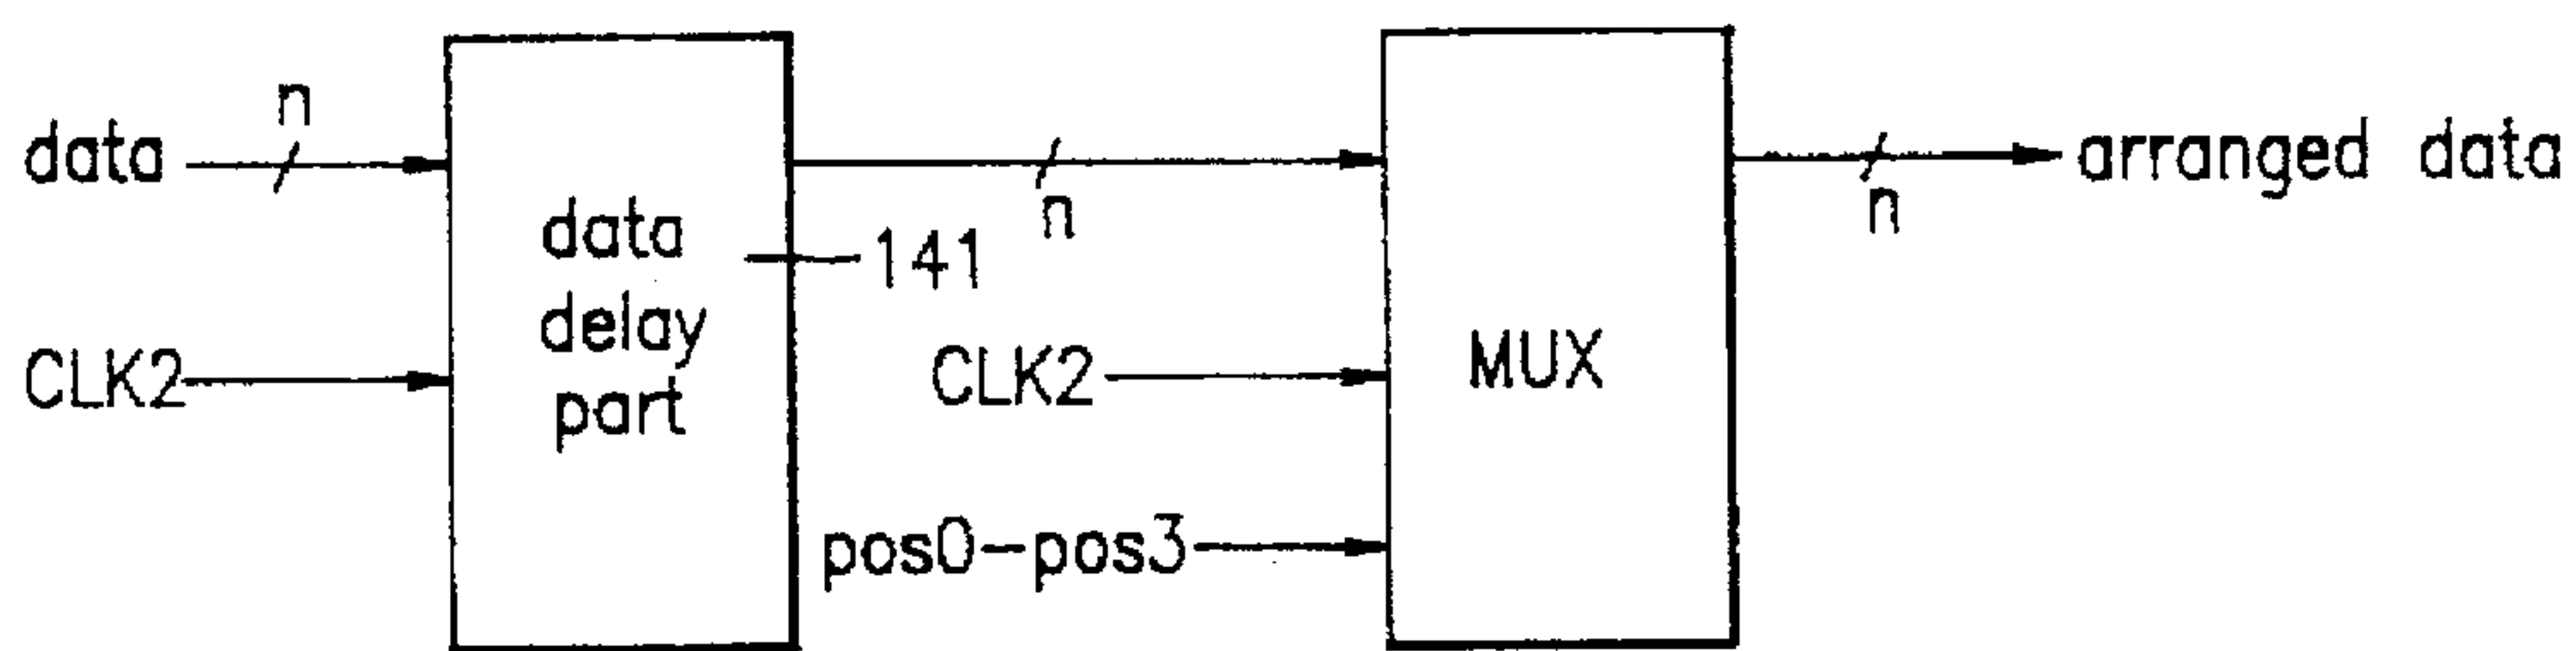 data
n
CLK2
data
delay
part
141
n
CLK2
pos0-pos3
MUX
n
arranged data